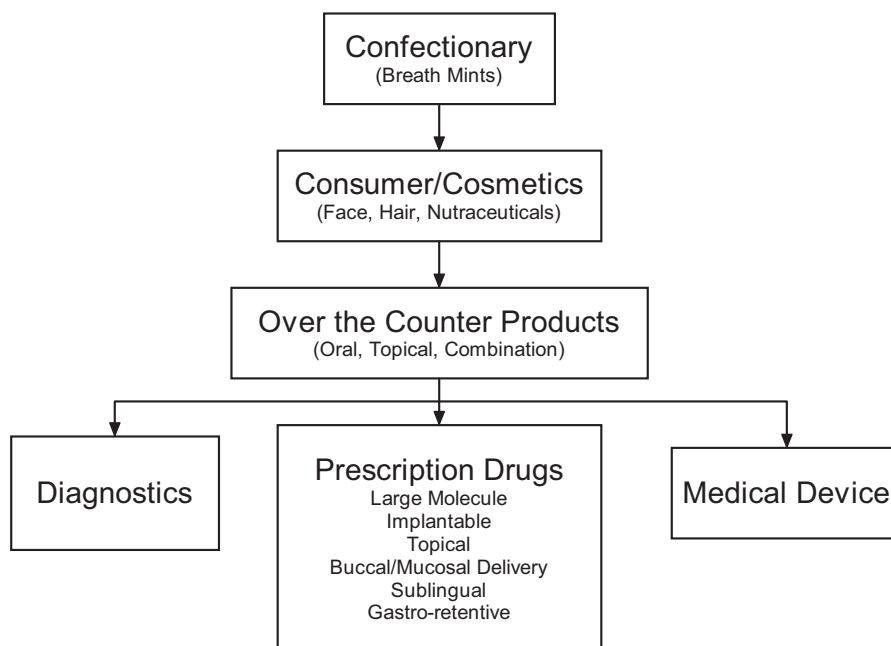 Confectionary
(Breath Mints)
Consumer/Cosmetics
(Face, Hair, Nutraceuticals)
Over the Counter Products
(Oral, Topical, Combination)
Diagnostics
Prescription Drugs
Large Molecule
Implantable
Topical
Buccal/Mucosal Delivery
Sublingual
Gastro-retentive
Medical Device